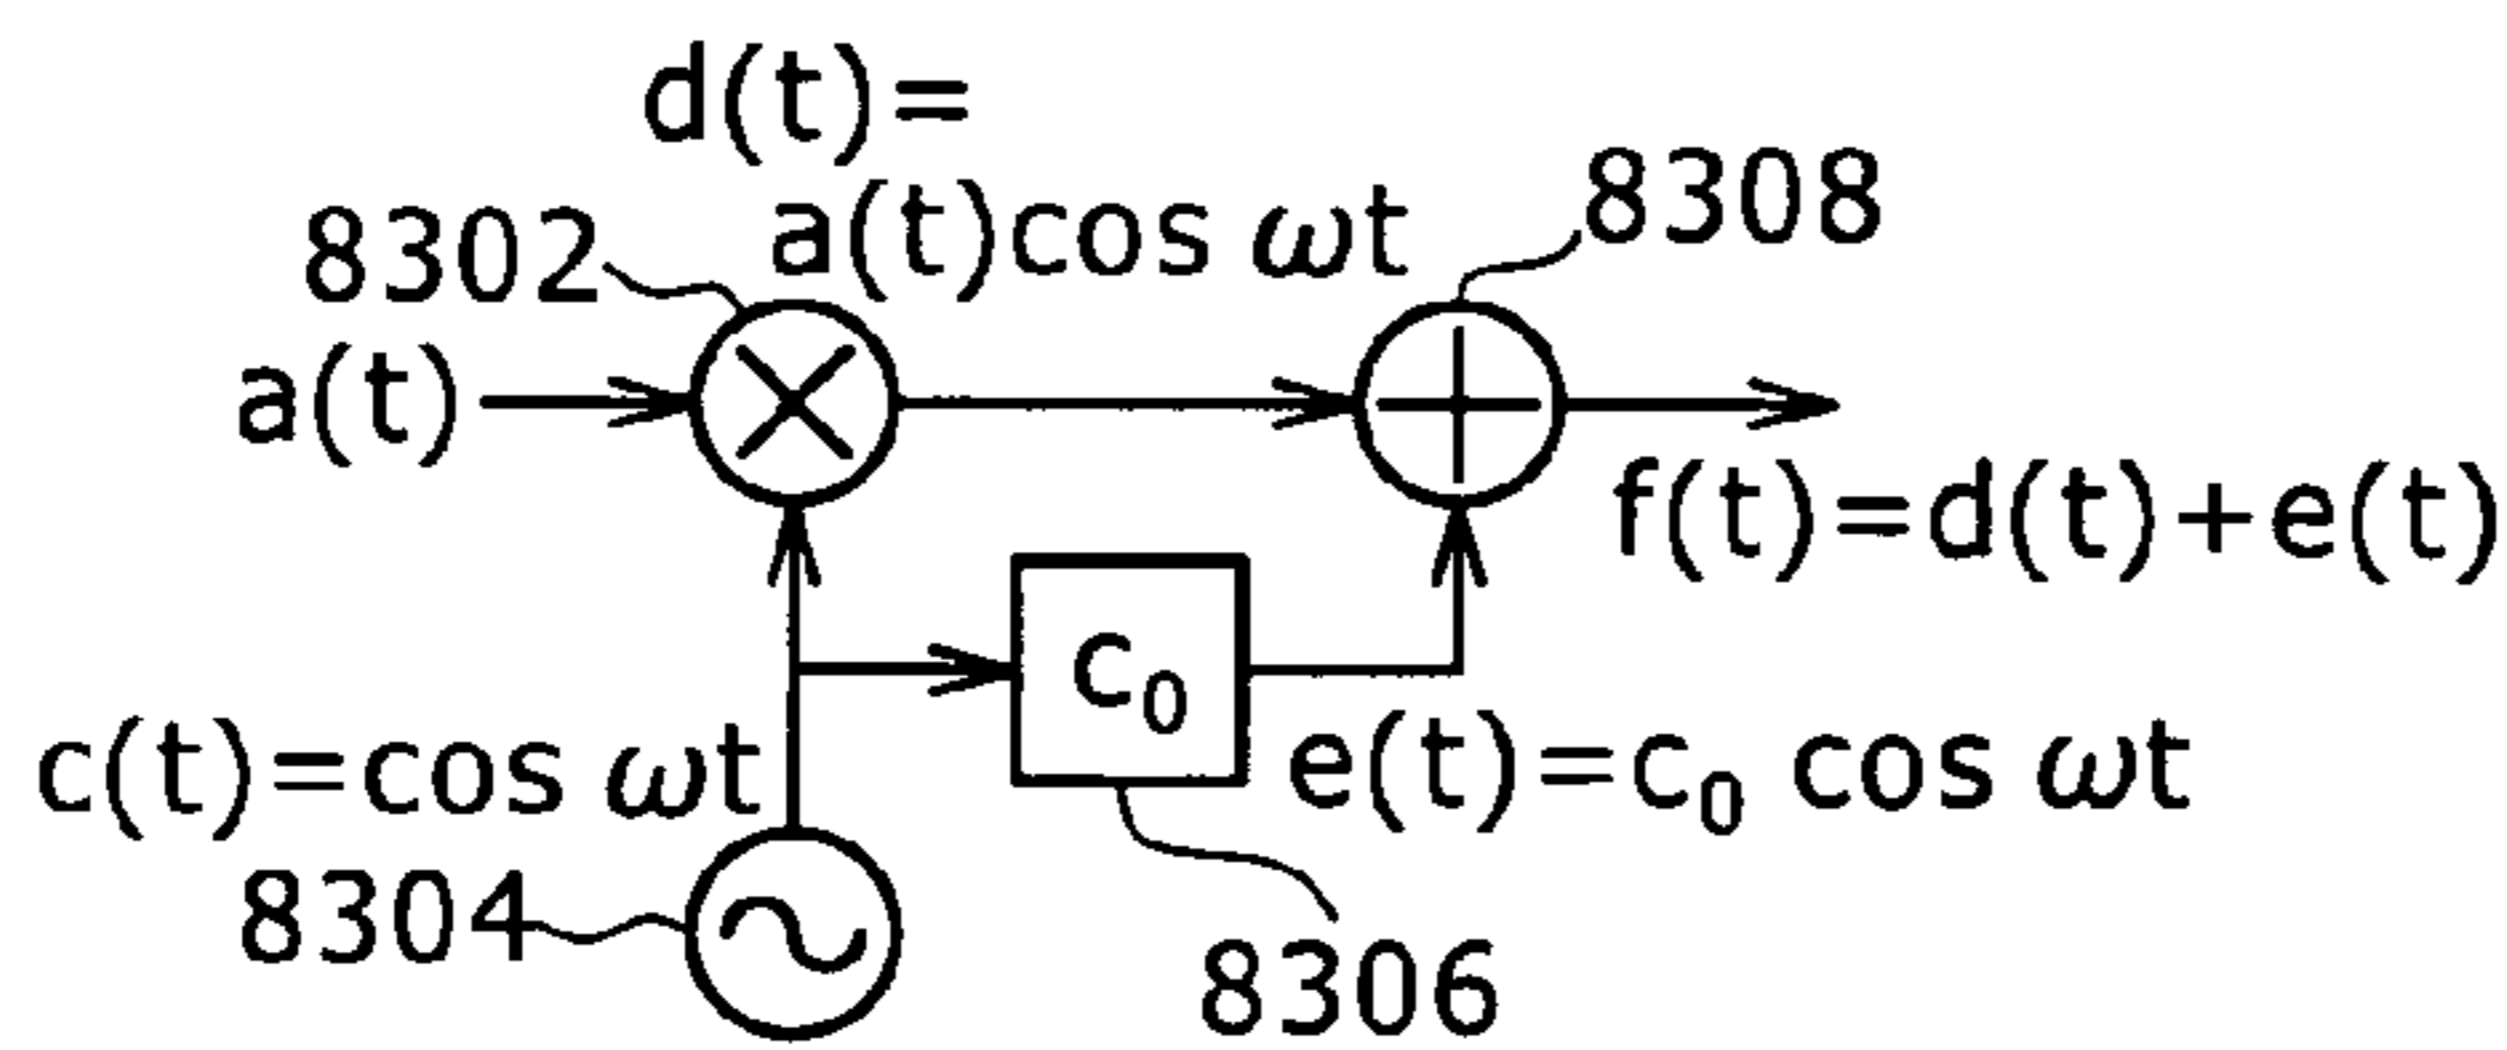 d(t)=
a(t)cos ωt
8302
8308
a(t)
f(t)=d(t)+e(t)
c₀
c(t)=cos ωt
e(t)=c₀ cos ωt
8304
8306